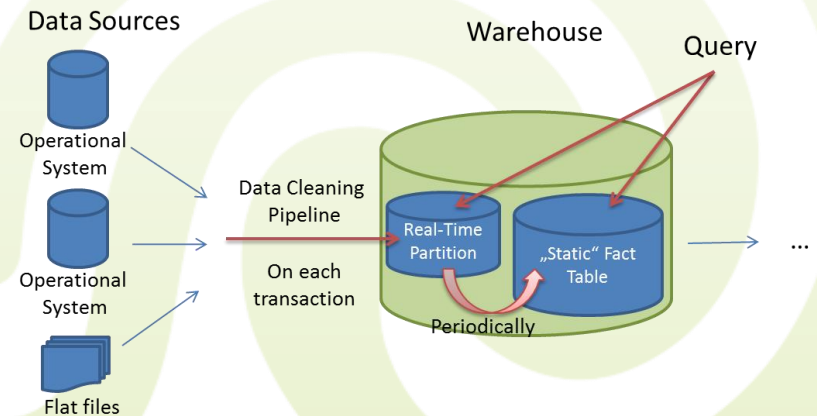 Data Sources
Warehouse
Query
Operational
System
Operational
System
Flat files
Data Cleaning
Pipeline
On each
transaction
Real-Time
Partition
„Static“ Fact
Table
Periodically
...